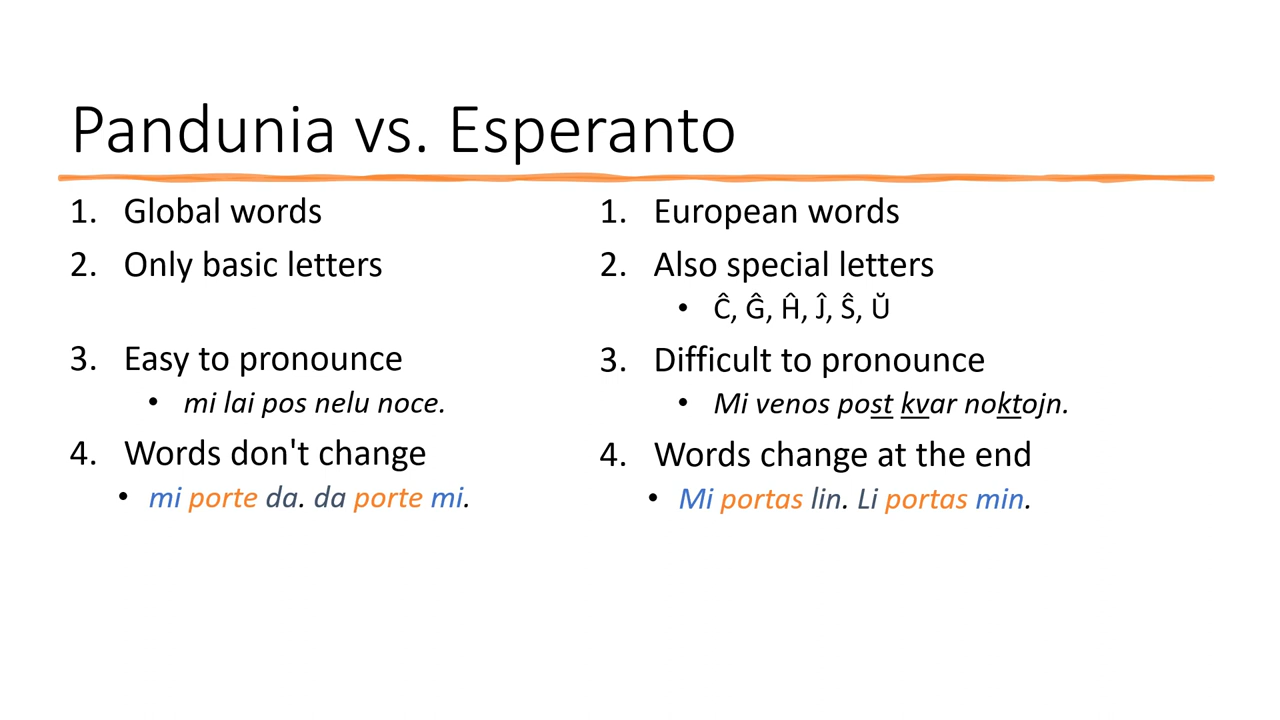 Pandunia vs. Esperanto
1. Global words
2. Only basic letters
3. Easy to pronounce
• mi lai pos nelu noce.
4. Words don't change
• mi porte da. da porte mi.
1. European words
2. Also special letters
• Ĉ, Ĝ, Ĥ, Ĵ, Ŝ, Ŭ
3. Difficult to pronounce
• Mi venos post kvar noktojn.
4. Words change at the end
• Mi portas lin. Li portas min.